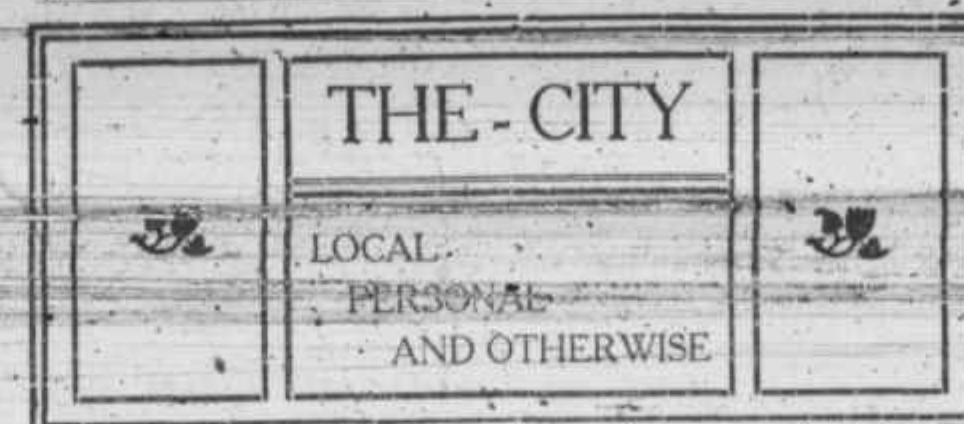 THE - CITY
LOCAL
PERSONAL
AND OTHERWISE